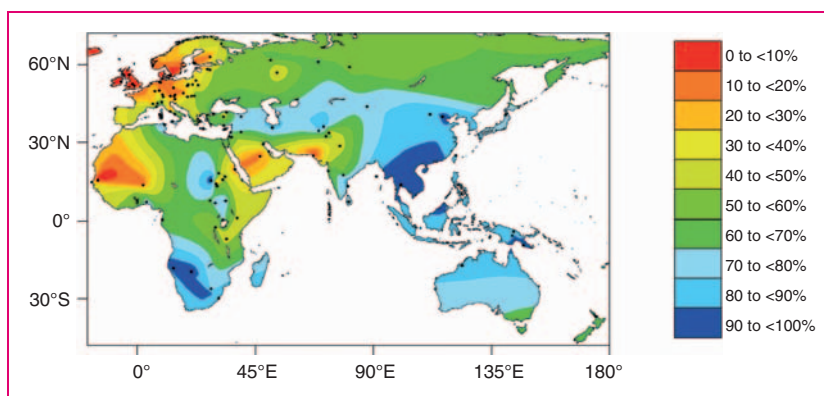 60°N
30°N
0°
30°S
0°
45°E
90°E
135°E
180°
0 to <10%
10 to <20%
20 to <30%
30 to <40%
40 to <50%
50 to <60%
60 to <70%
70 to <80%
80 to <90%
90 to <100%